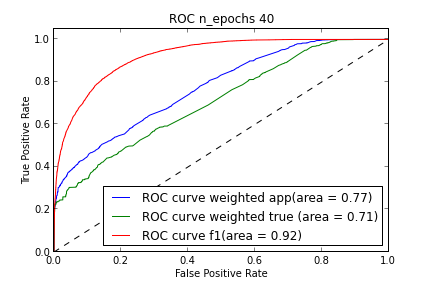 ROC n_epochs 40
True Positive Rate
1.0
0.8
0.6
0.4
0.2
0.0
ROC curve weighted app(area = 0.77)
ROC curve weighted true (area = 0.71)
ROC curve f1(area = 0.92)
0.0 0.2 0.4 0.6 0.8 1.0
False Positive Rate